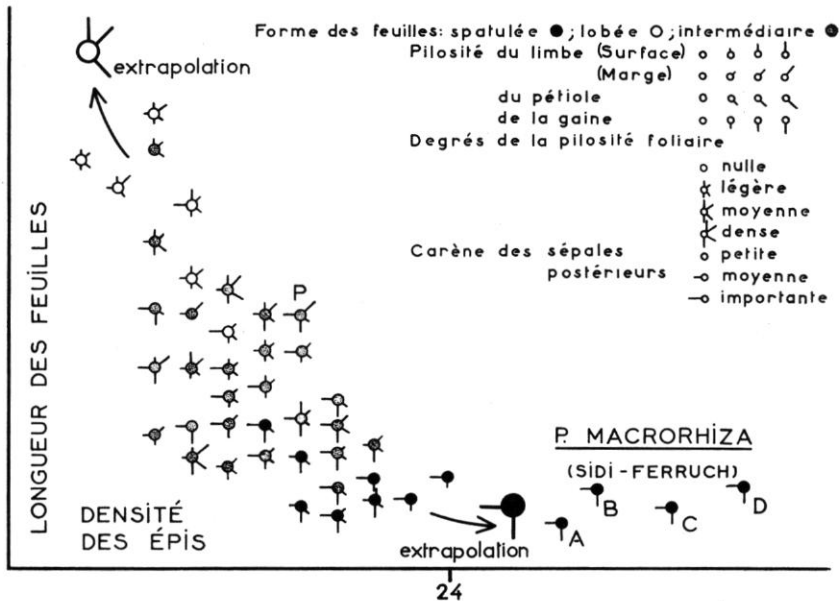 Forme des feuilles: spatulée ●; lobée O; intermédiaire ●
Pilosité du limbe (Surface)
(Marge)
du pétiole
de la gaine
Degrés de la pilosité foliaire
nulle
légère
moyenne
dense
Carène des sépales
postérieurs
petite
moyenne
importante
extrapolation
LONGUEUR DES FEUILLES
P
P. MACRORHIZA
(SIDI-FERRUCH)
A
B
C
D
DENSITÉ
DES ÉPIS
extrapolation
24